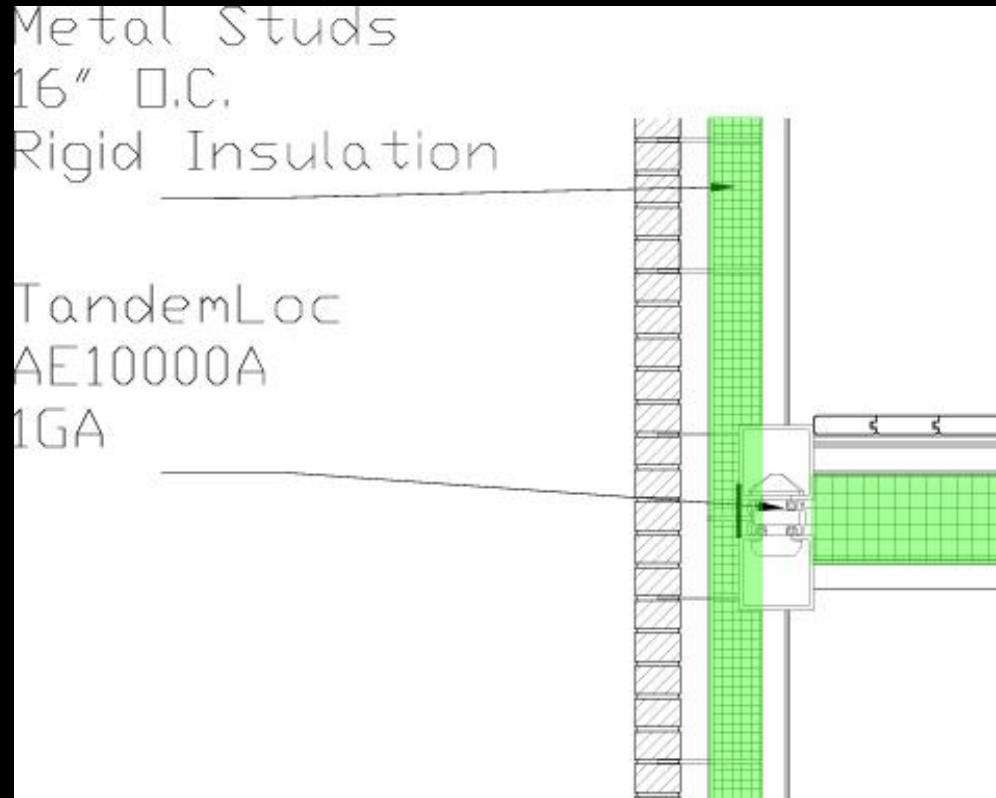 Metal Studs
16" O.C.
Rigid Insulation
TandemLoc
AE10000A
1GA